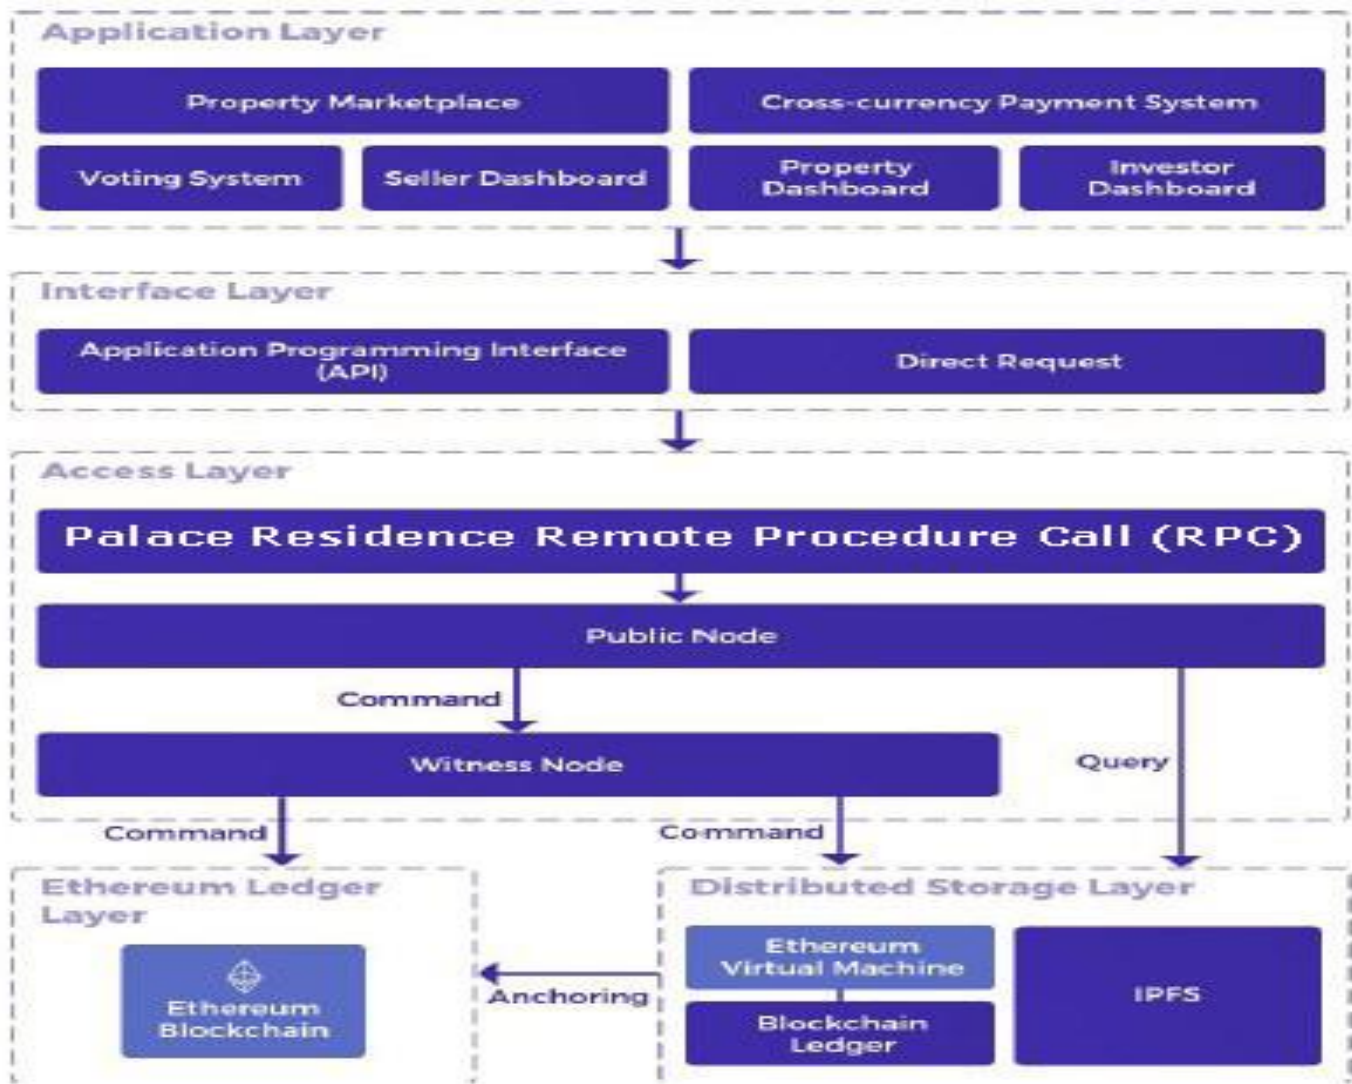 Application Layer
Property Marketplace
Cross-currency Payment System
Voting System
Seller Dashboard
Property
Dashboard
Investor
Dashboard
Interface Layer
Application Programming Interface
(API)
Direct Request
Access Layer
Palace Residence Remote Procedure Call (RPC)
Public Node
Command
Witness Node
Query
Command
Command
Ethereum Ledger
Layer
Ethereum
Blockchain
Anchoring
Distributed Storage Layer
Ethereum
Virtual Machine
Blockchain
Ledger
IPFS